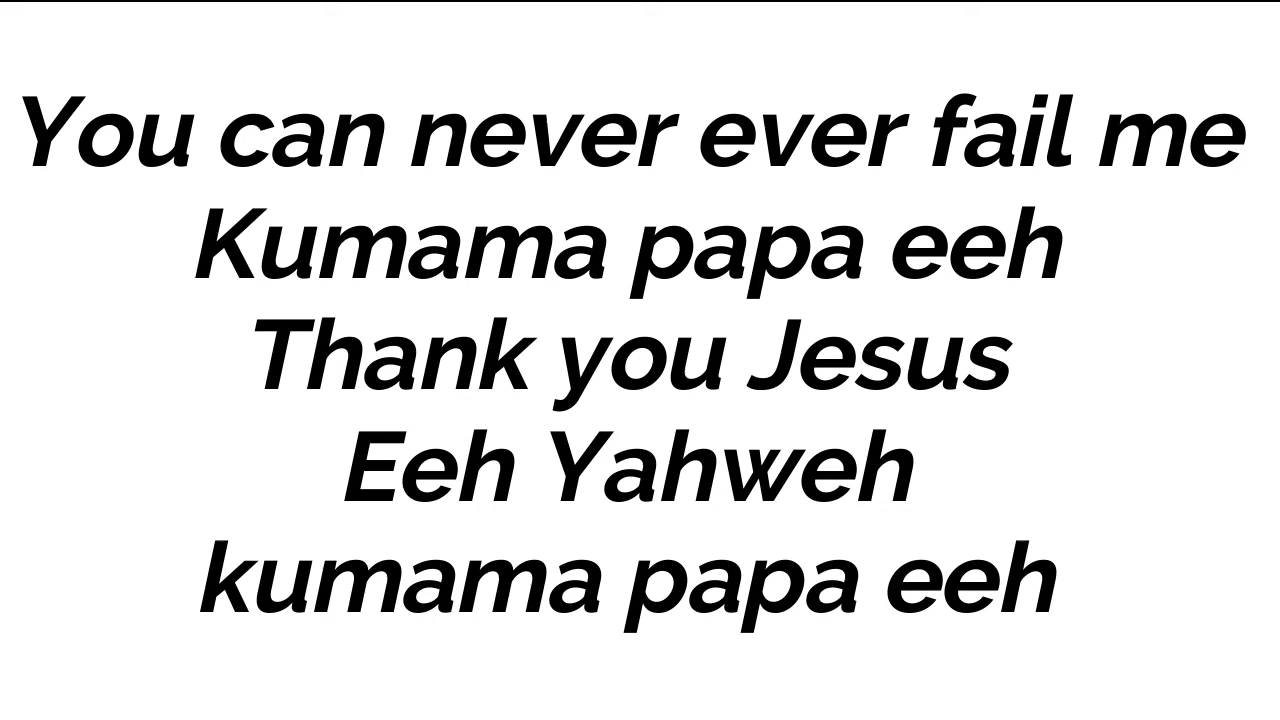 You can never ever fail me
Kumama papa eeh
Thank you Jesus
Eeh Yahweh
kumama papa eeh